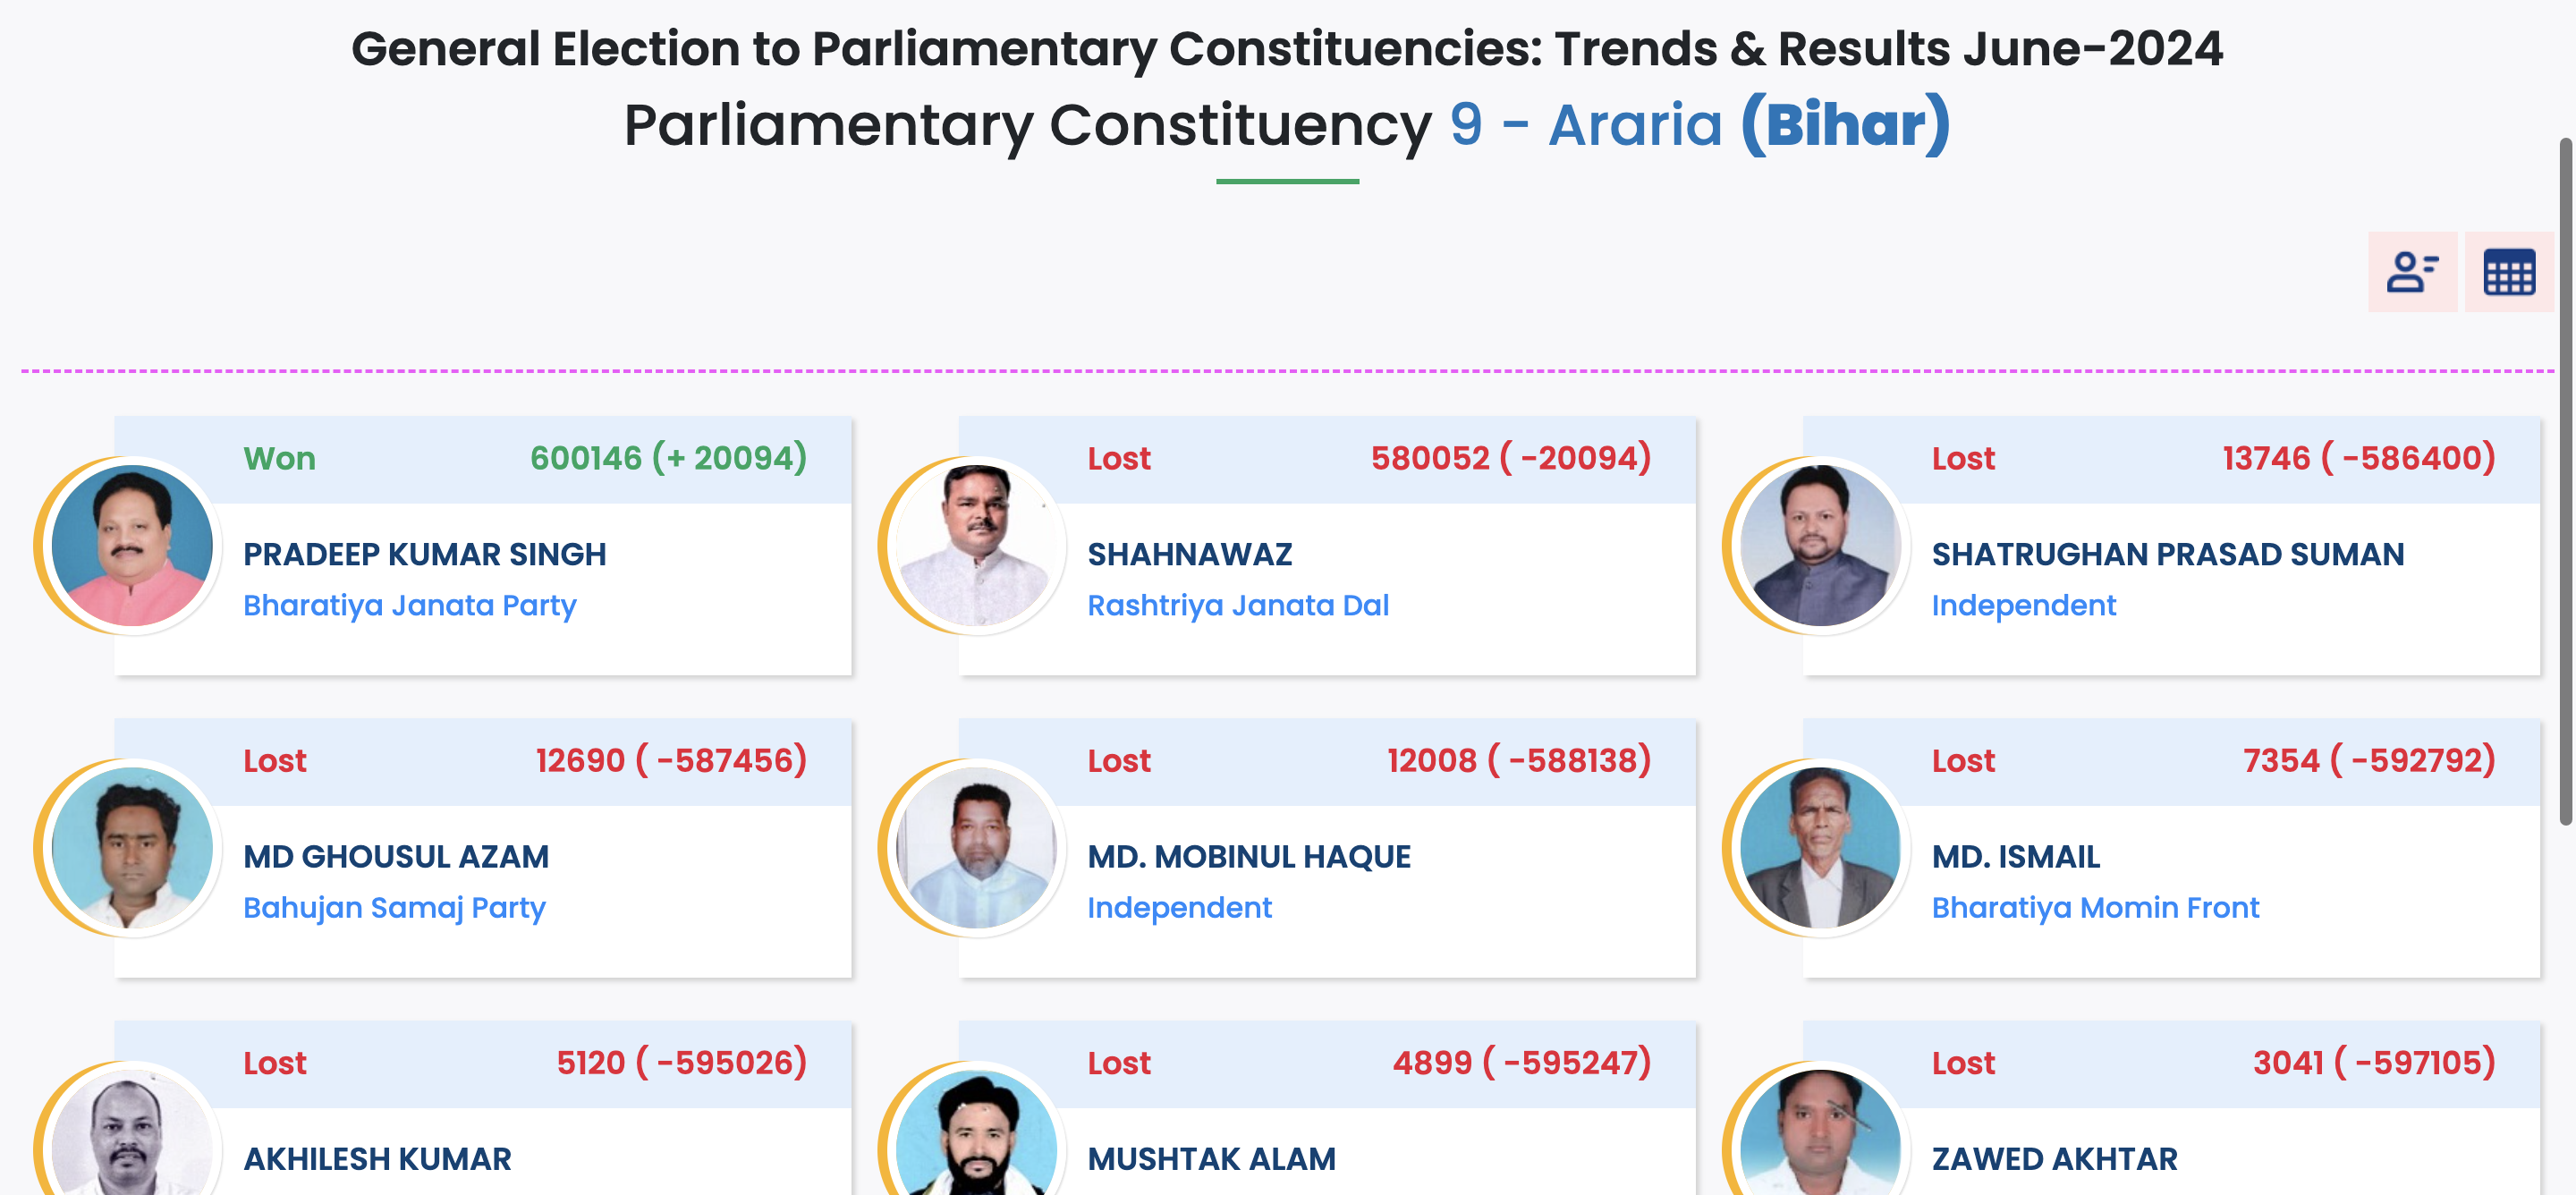 General Election to Parliamentary Constituencies: Trends & Results June-2024
Parliamentary Constituency 9 - Araria (Bihar)
Won 600146 (+ 20094)
PRADEEP KUMAR SINGH
Bharatiya Janata Party
Lost 580052 ( -20094)
SHAHNAWAZ
Rashtriya Janata Dal
Lost 13746 ( -586400)
SHATRUGHAN PRASAD SUMAN
Independent
Lost 12690 ( -587456)
MD GHOUSUL AZAM
Bahujan Samaj Party
Lost 12008 ( -588138)
MD. MOBINUL HAQUE
Independent
Lost 7354 ( -592792)
MD. ISMAIL
Bharatiya Momin Front
Lost 5120 ( -595026)
AKHILESH KUMAR
Lost 4899 ( -595247)
MUSHTAK ALAM
Lost 3041 ( -597105)
ZAWED AKHTAR